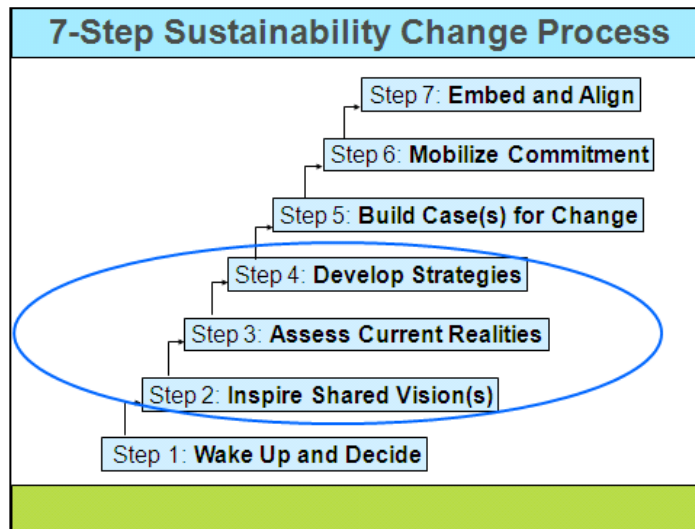 7-Step Sustainability Change Process
Step 7: Embed and Align
Step 6: Mobilize Commitment
Step 5: Build Case(s) for Change
Step 4: Develop Strategies
Step 3: Assess Current Realities
Step 2: Inspire Shared Vision(s)
Step 1: Wake Up and Decide